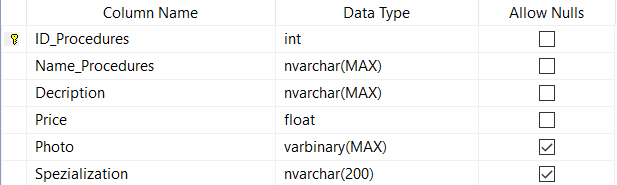 Column Name Data Type Allow Nulls
ID_Procedures int
Name_Procedures nvarchar(MAX)
Decription nvarchar(MAX)
Price float
Photo varbinary(MAX)
Spezialization nvarchar(200)